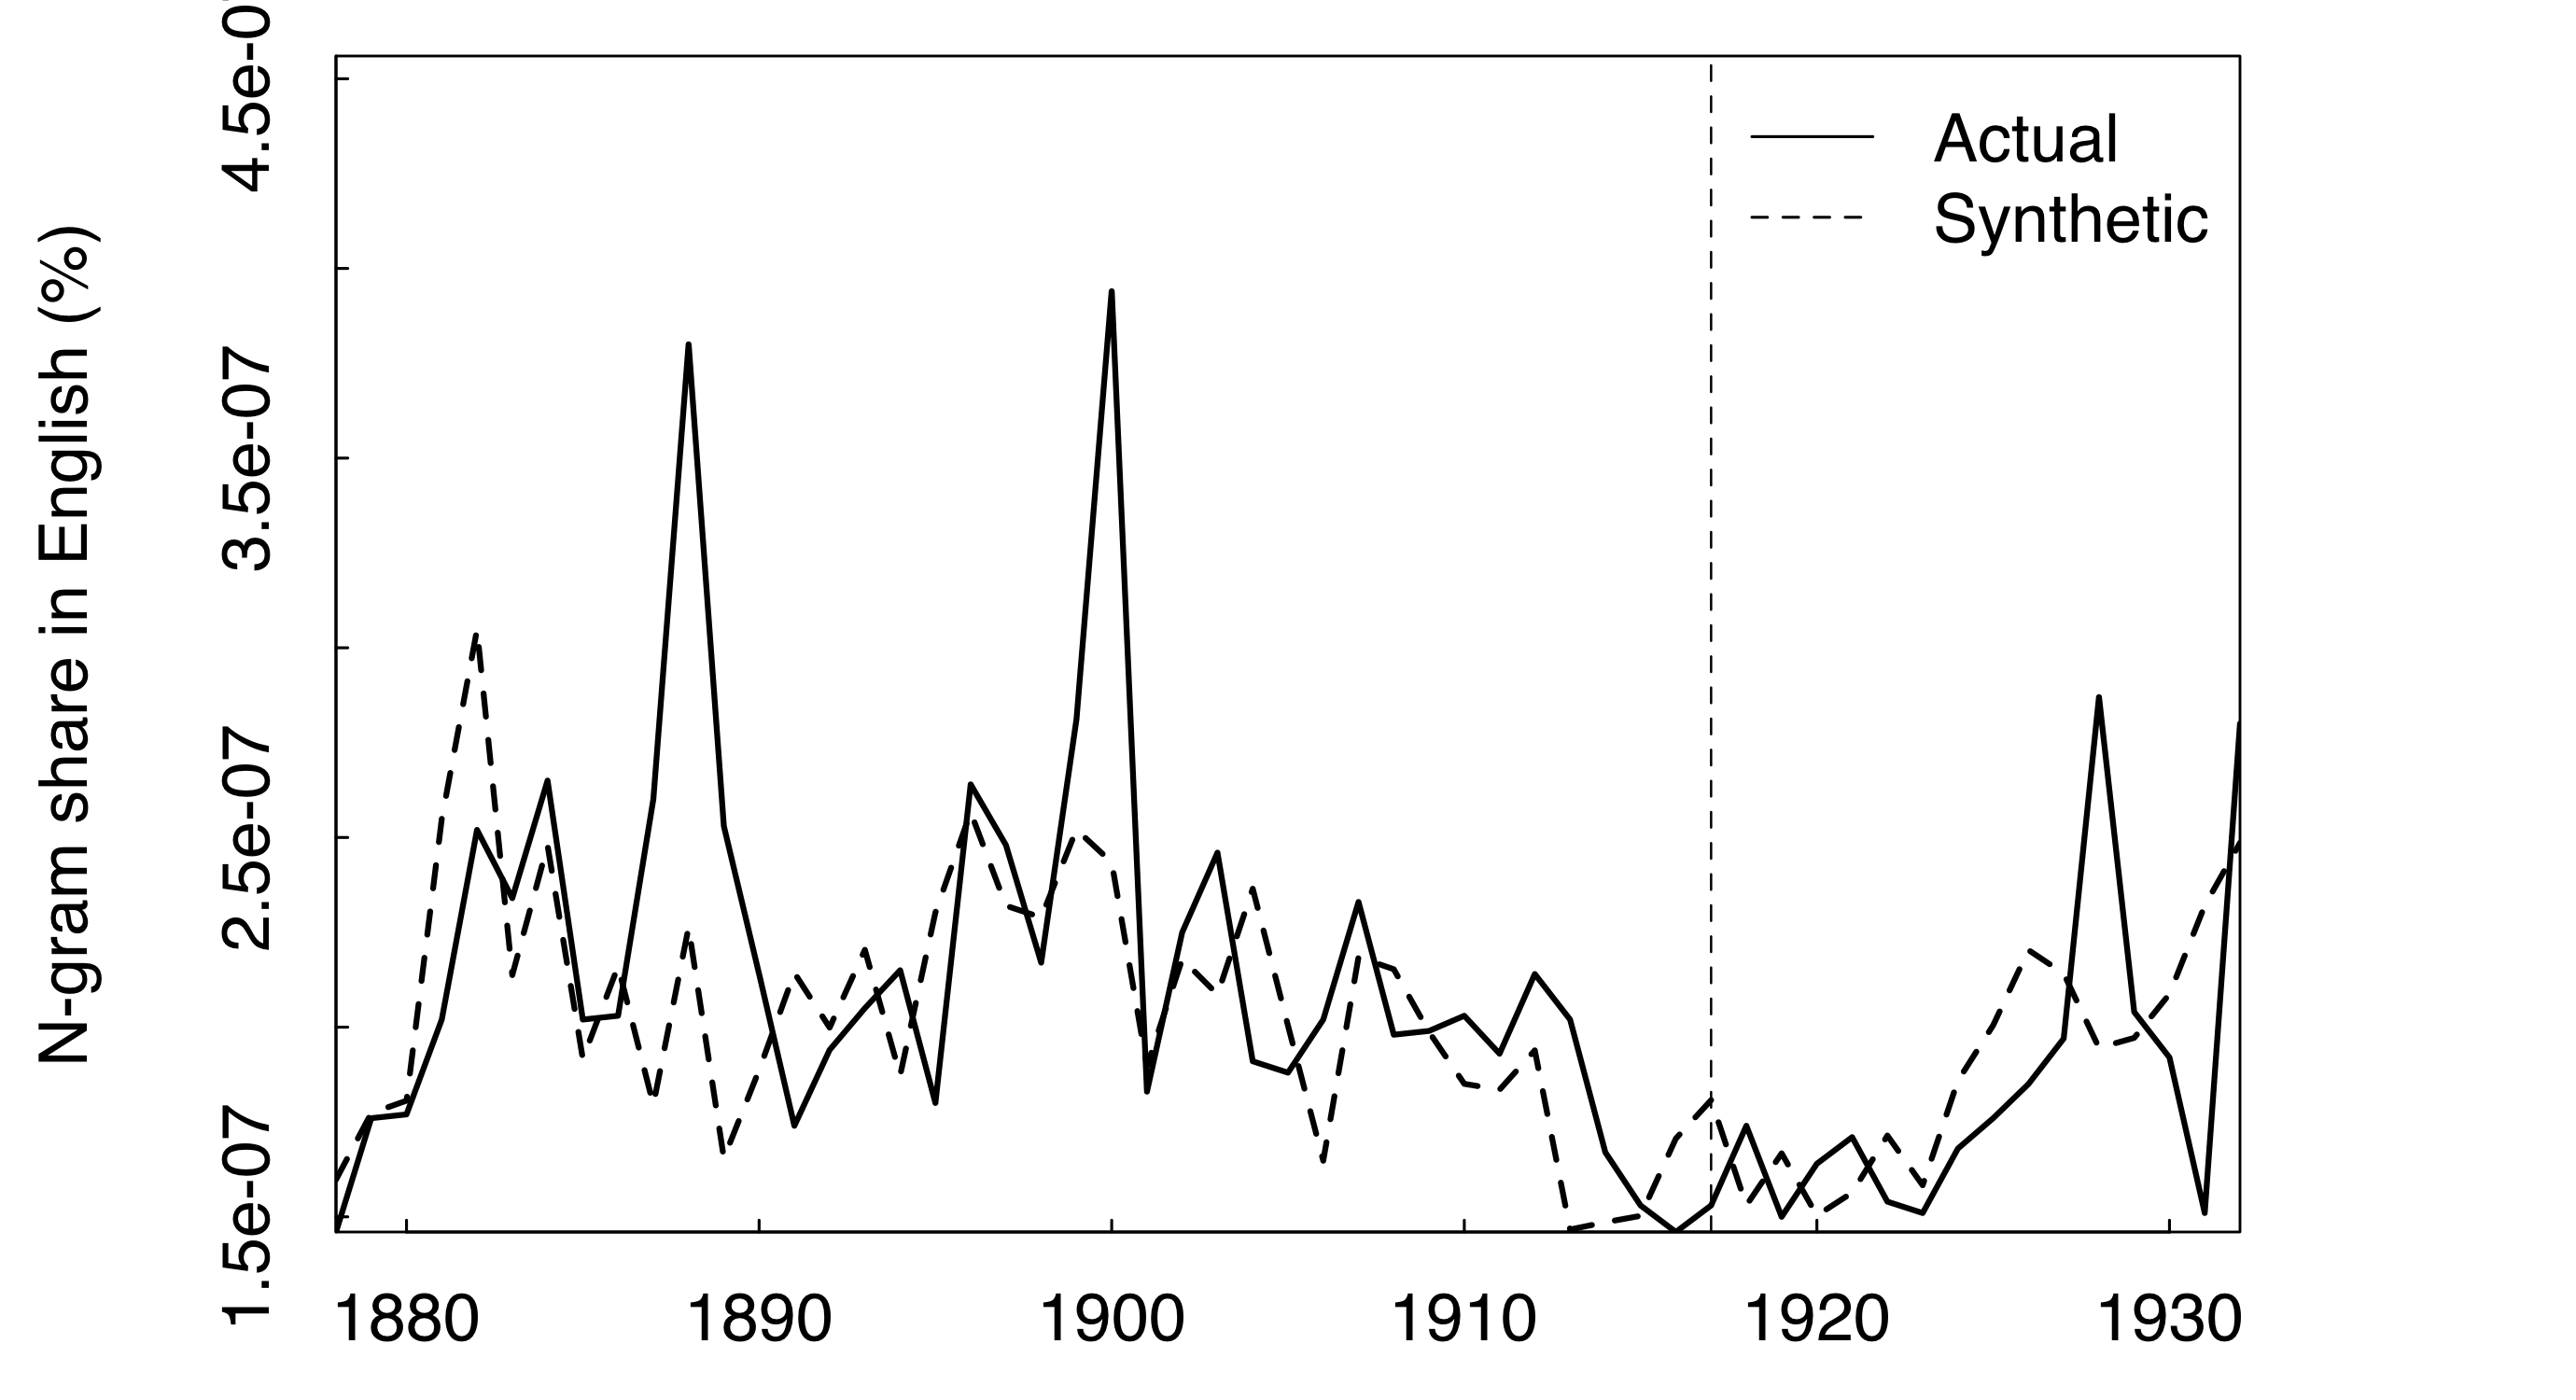 N-gram share in English (%)
4.5e-0
3.5e-07
2.5e-07
1.5e-07
Actual
Synthetic
1880 1890 1900 1910 1920 1930